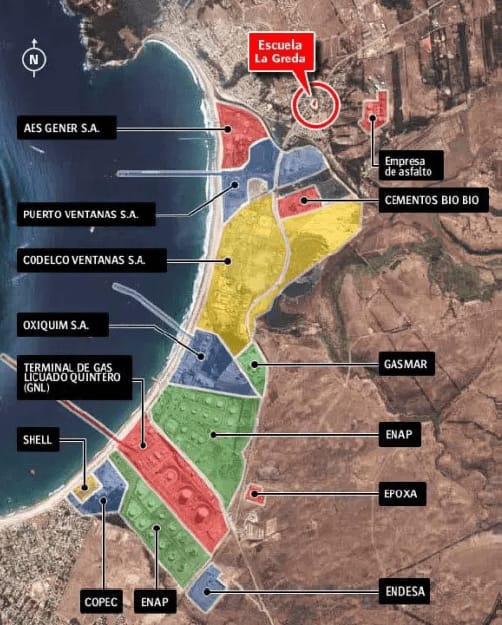 Escuela
La Greda
N
AES GENER S.A.
Empresa
de asfalto
PUERTO VENTANAS S.A.
CEMENTOS BIO BIO
CODELCO VENTANAS S.A.
OXIQUIM S.A.
TERMINAL DE GAS
LICUADO QUINTERO
(GNL)
GASMAR
SHELL
ENAP
EPOXA
COPEC
ENAP
ENDESA